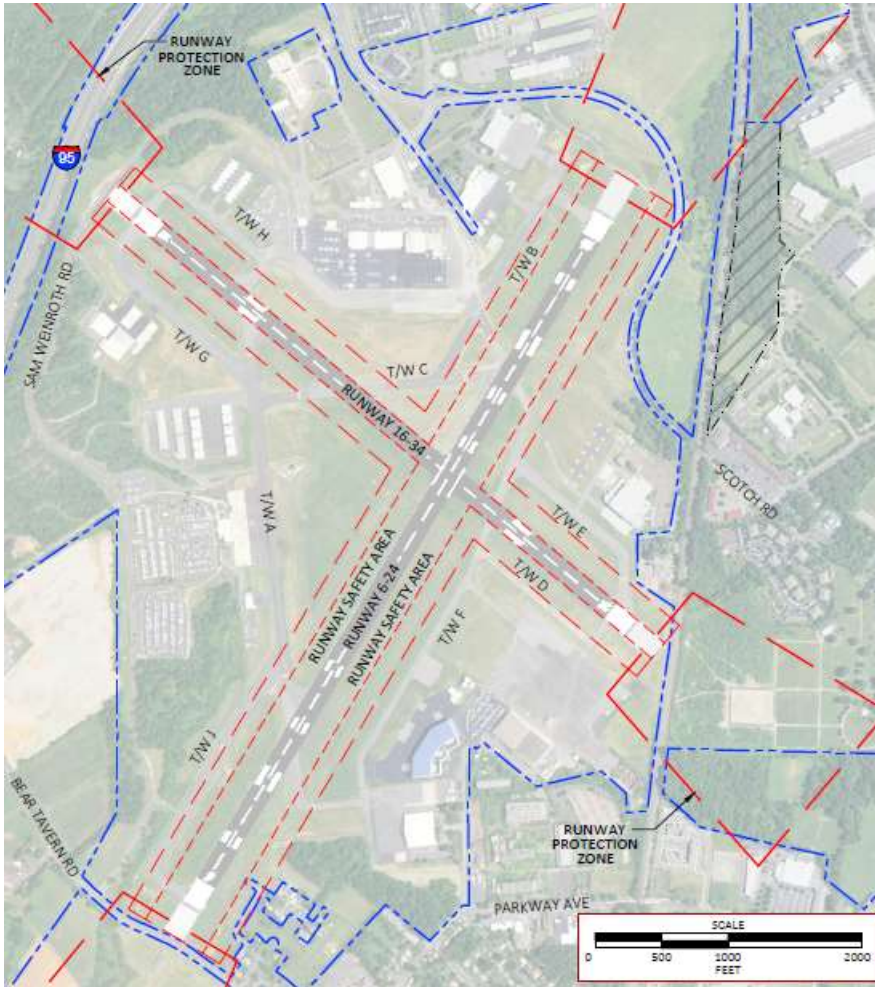 RUNWAY
PROTECTION
ZONE
95
T/W H
T/W B
SAM WEINROTH RD
T/W G
T/W C
RUNWAY 16-34
SCOTCH RD
T/W A
T/W E
RUNWAY SAFETY AREA
RUNWAY 6-24
RUNWAY SAFETY AREA
T/W D
T/W F
T/W J
BEAR TAVERN RD
RUNWAY
PROTECTION
ZONE
PARKWAY AVE
SCALE
0 500 1000 2000
FEET